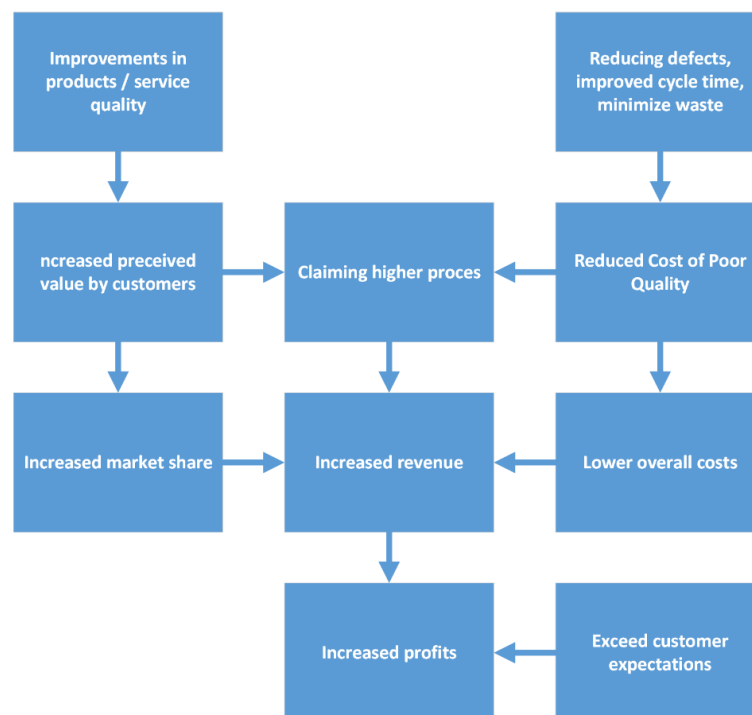 Improvements in
products / service
quality
Reducing defects,
improved cycle time,
minimize waste
ncreased preceived
value by customers
Claiming higher proces
Reduced Cost of Poor
Quality
Increased market share
Increased revenue
Lower overall costs
Increased profits
Exceed customer
expectations